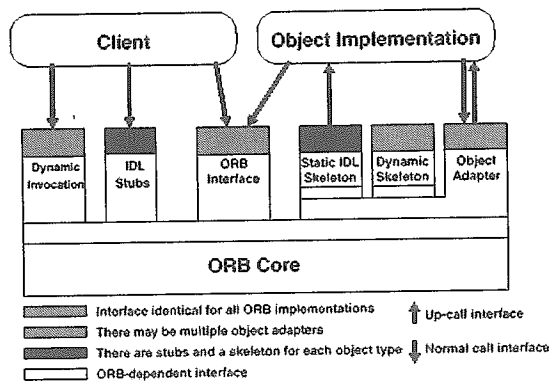 Client
Object Implementation
Dynamic
Invocation
IDL
Stubs
ORB
Interface
Static IDL
Skeleton
Dynamic
Skeleton
Object
Adapter
ORB Core
Interface identical for all ORB implementations
There may be multiple object adapters
There are stubs and a skeleton for each object type
ORB-dependent interface
Up-call interface
Normal call interface